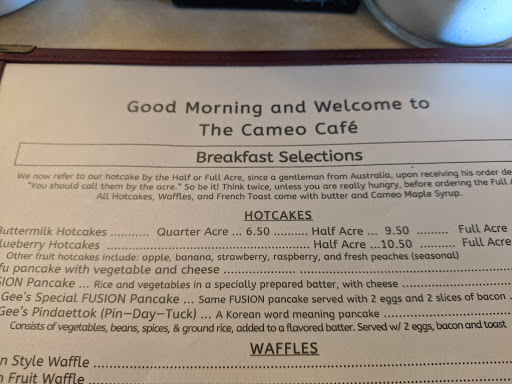 Good Morning and Welcome to
The Cameo Café
Breakfast Selections
We now refer to our hotcake by the Half or Full Acre, since a gentleman from Australia, upon receiving his order de
"You should call them by the acre." So be it! Think twice, unless you are really hungry, before ordering the Full A
All Hotcakes, Waffles, and French Toast come with butter and Cameo Maple Syrup.
HOTCAKES
Buttermilk Hotcakes ........... Quarter Acre ... 6.50 ......... Half Acre ... 9.50 ......... Full Acre
lueberry Hotcakes ............ Half Acre ...10.50 ......... Full Acre
Other fruit hotcakes include: apple, banana, strawberry, raspberry, and fresh peaches (seasonal)
fu pancake with vegetable and cheese ............
SION Pancake ... Rice and vegetables in a specially prepared batter, with cheese ............
Gee's Special FUSION Pancake ... Same FUSION pancake served with 2 eggs and 2 slices of bacon .
Gee's Pindaettok (Pin-Day-Tuck) ... A Korean word meaning pancake ............
Consists of vegetables, beans, spices, & ground rice, added to a flavored batter. Served w/ 2 eggs, bacon and toast
WAFFLES
n Style Waffle ............
n Fruit Waffle ............